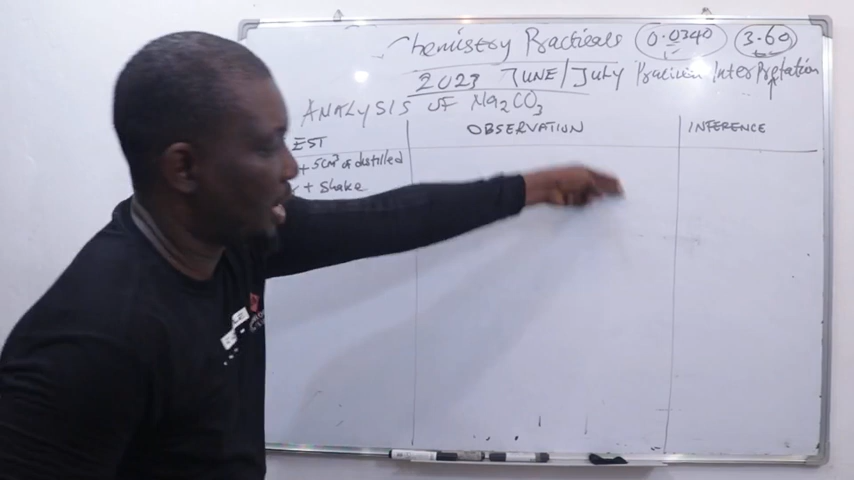 Chemistry Practicals 0.0340 3.60
2023 JUNE/July Practical Interpretation
ANALYSIS OF Na2CO3
EST OBSERVATION INFERENCE
+ 5cm³ of distilled
+ Shake